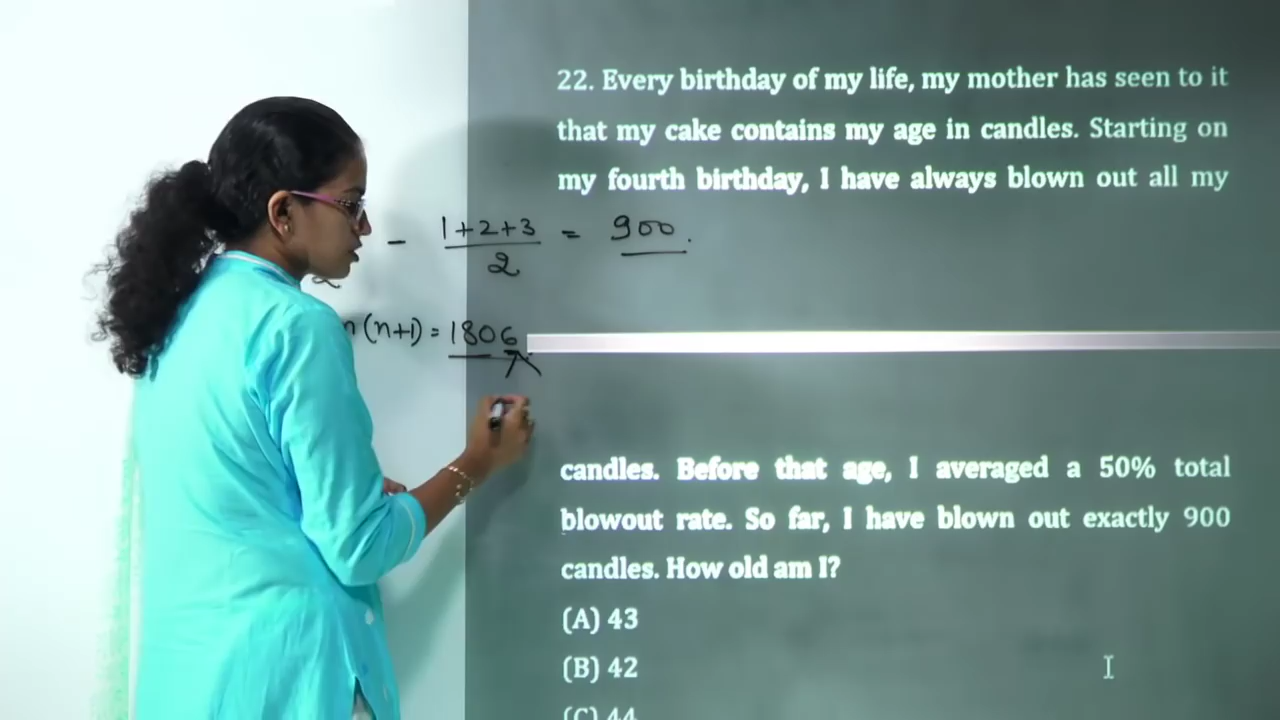 22. Every birthday of my life, my mother has seen to it
that my cake contains my age in candles. Starting on
my fourth birthday, I have always blown out all my
- 1+2+3 = 900.
2
n(n+1) = 1806
candles. Before that age, I averaged a 50% total
blowout rate. So far, I have blown out exactly 900
candles. How old am I?
(A) 43
(B) 42
(C) 44